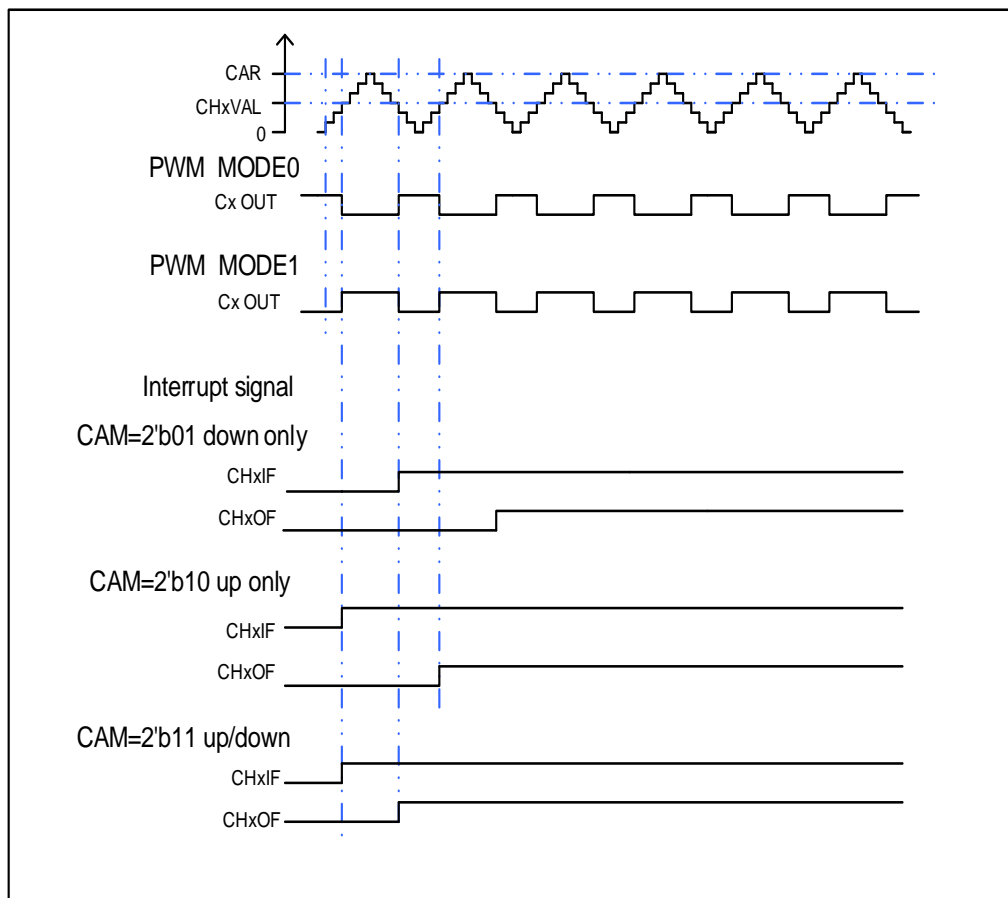 CAR
CHxVAL
0
PWM MODE0
Cx OUT
PWM MODE1
Cx OUT
Interrupt signal
CAM=2'b01 down only
CHxIF
CHxOF
CAM=2'b10 up only
CHxIF
CHxOF
CAM=2'b11 up/down
CHxIF
CHxOF